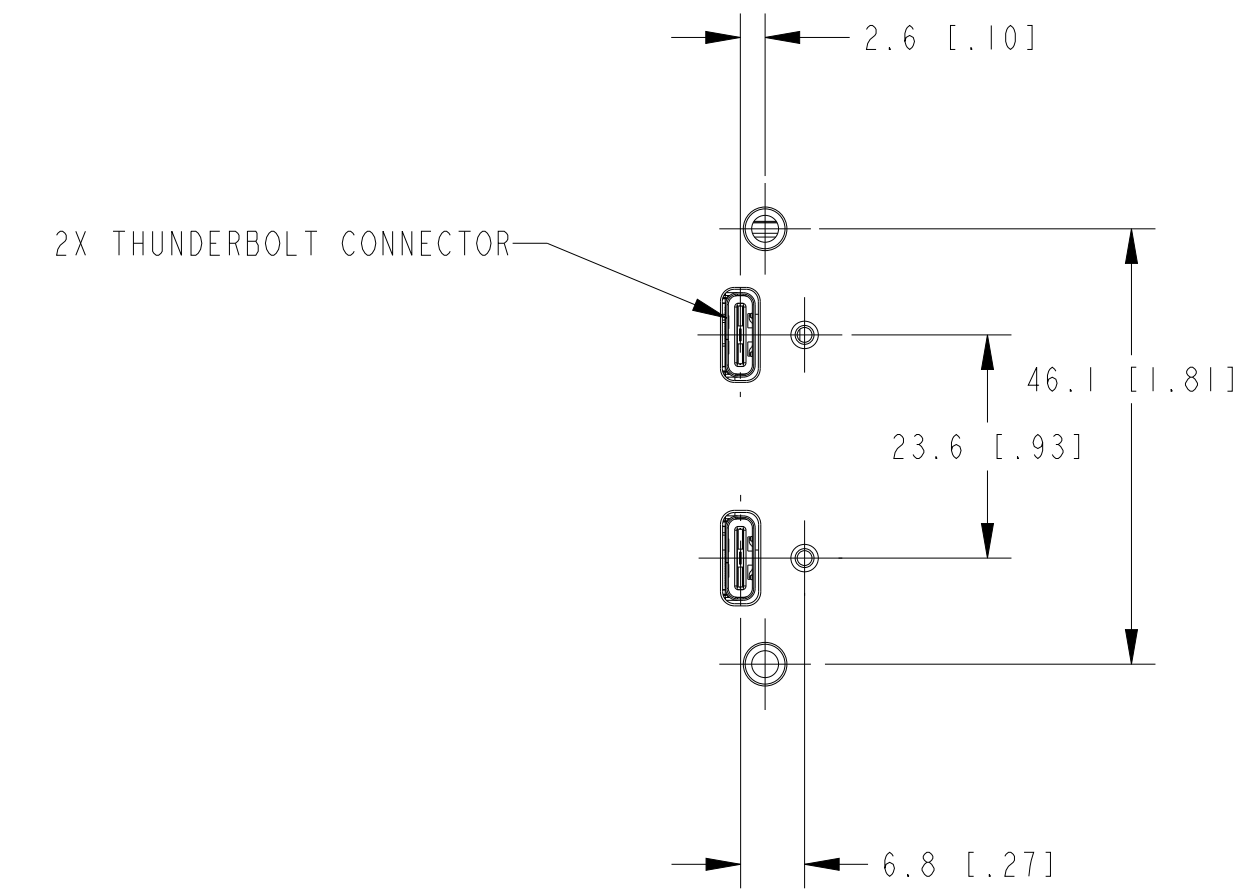 2.6 [.10]
2X THUNDERBOLT CONNECTOR
46.1 [1.81]
23.6 [.93]
6.8 [.27]